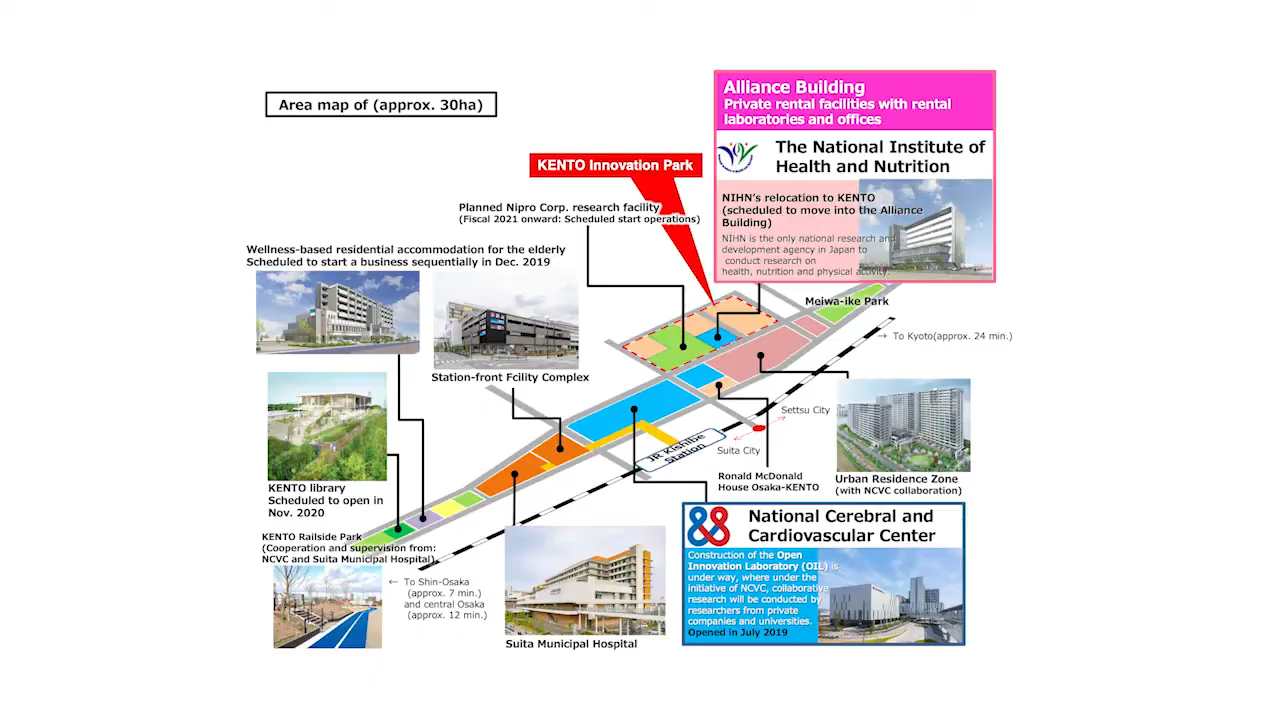 Area map of (approx. 30ha)
Alliance Building
Private rental facilities with rental
laboratories and offices
The National Institute of
Health and Nutrition
NIHN's relocation to KENTO
(scheduled to move into the Alliance
Building)
NIHN is the only national research and
development agency in Japan to
conduct research on
health, nutrition and physical activity.
KENTO Innovation Park
Planned Nipro Corp. research facility
(Fiscal 2021 onward: Scheduled start operations)
Wellness-based residential accommodation for the elderly
Scheduled to start a business sequentially in Dec. 2019
Meiwa-ike Park
→ To Kyoto(approx. 24 min.)
Station-front Fcility Complex
Settsu City
Suita City
JR Kishibe
Station
KENTO library
Scheduled to open in
Nov. 2020
Ronald McDonald
House Osaka-KENTO
Urban Residence Zone
(with NCVC collaboration)
KENTO Railside Park
(Cooperation and supervision from:
NCVC and Suita Municipal Hospital)
← To Shin-Osaka
(approx. 7 min.)
and central Osaka
(approx. 12 min.)
Suita Municipal Hospital
National Cerebral and
Cardiovascular Center
Construction of the Open
Innovation Laboratory (OIL) is
under way, where under the
initiative of NCVC, collaborative
research will be conducted by
researchers from private
companies and universities.
Opened in July 2019